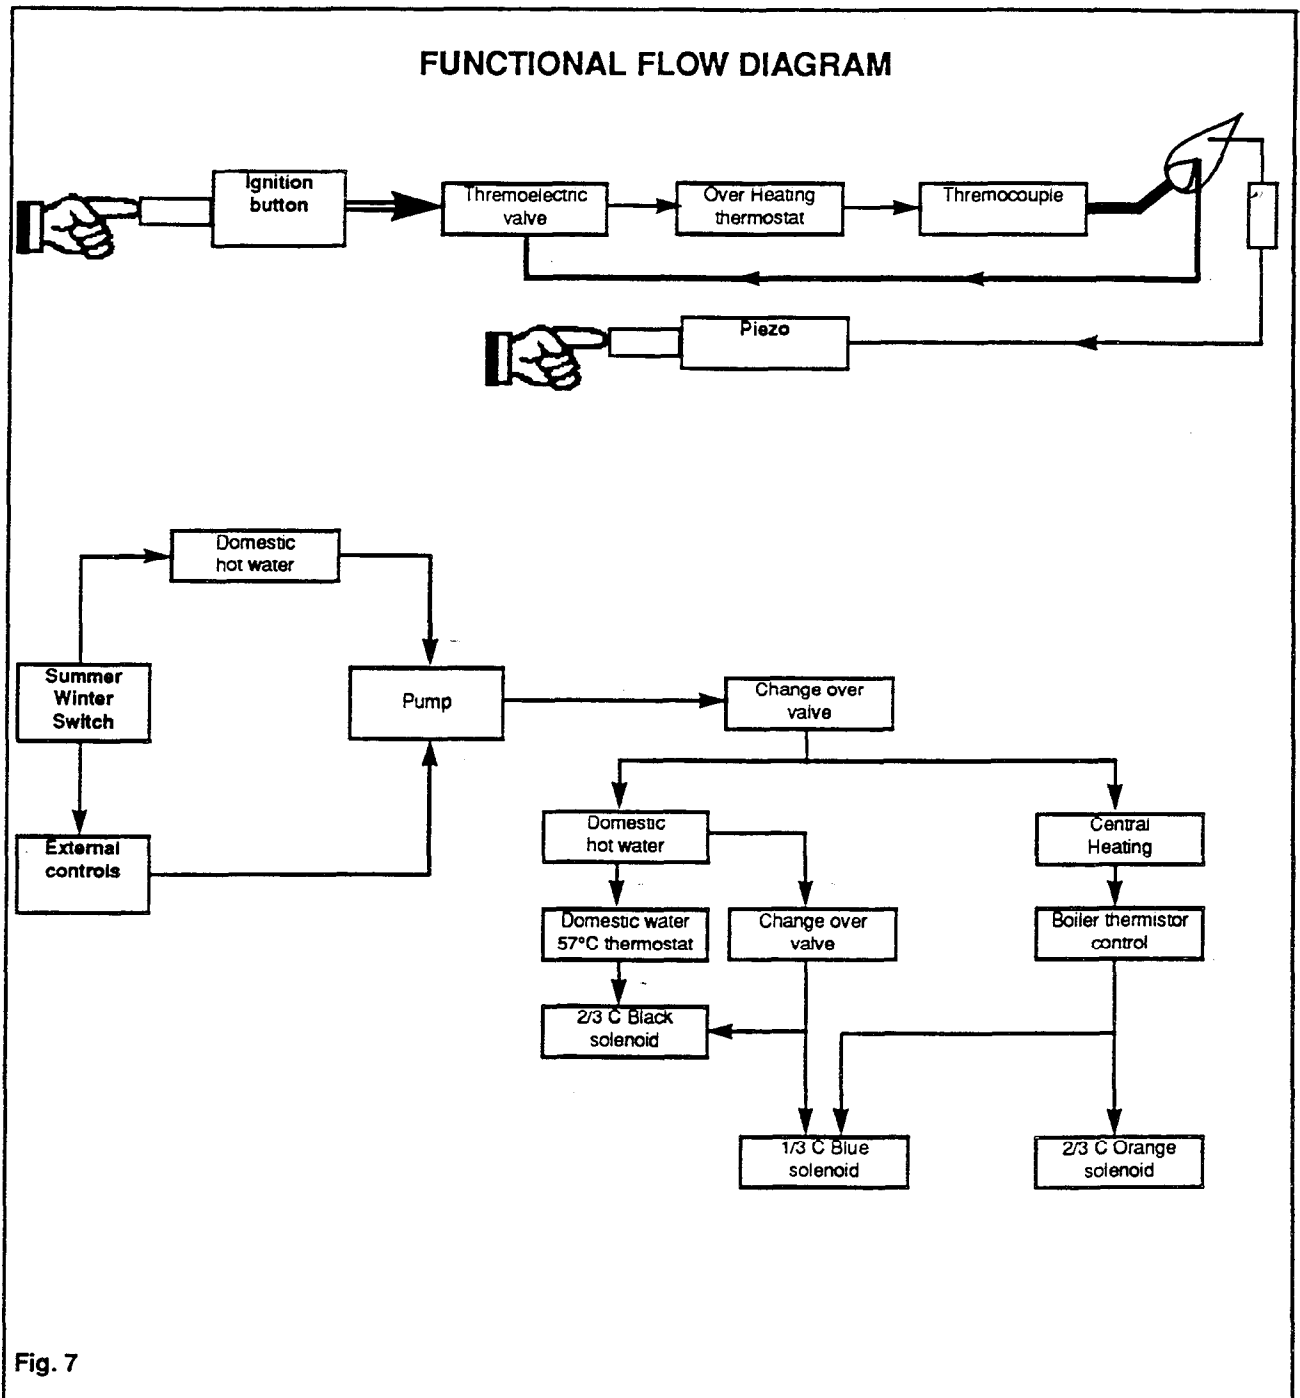 FUNCTIONAL FLOW DIAGRAM
Ignition
button
Thremoelectric
valve
Over Heating
thermostat
Thremocouple
Piezo
Domestic
hot water
Summer
Winter
Switch
Pump
Change over
valve
External
controls
Domestic
hot water
Central
Heating
Domestic water
57°C thermostat
Change over
valve
Boiler thermistor
control
2/3 C Black
solenoid
1/3 C Blue
solenoid
2/3 C Orange
solenoid
Fig. 7